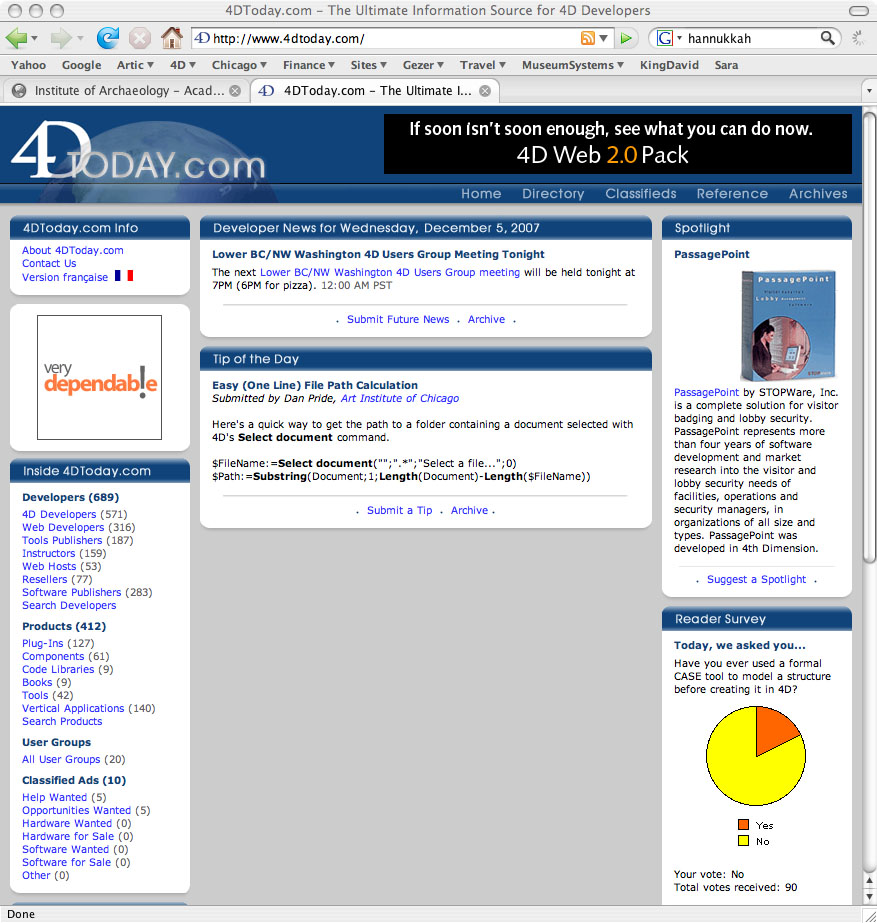 4DToday.com – The Ultimate Information Source for 4D Developers
4D http://www.4dtoday.com/
G hannukkah
Yahoo Google Artic 4D Chicago Finance Sites Gezer Travel MuseumSystems KingDavid Sara
Institute of Archaeology – Acad...
4D 4DToday.com – The Ultimate I...
4DTODAY.com
If soon isn't soon enough, see what you can do now.
4D Web 2.0 Pack
Home Directory Classifieds Reference Archives
4DToday.com Info
About 4DToday.com
Contact Us
Version française
very
dependab!e
Inside 4DToday.com
Developers (689)
4D Developers (571)
Web Developers (316)
Tools Publishers (187)
Instructors (159)
Web Hosts (53)
Resellers (77)
Software Publishers (283)
Search Developers
Products (412)
Plug-Ins (127)
Components (61)
Code Libraries (9)
Books (9)
Tools (42)
Vertical Applications (140)
Search Products
User Groups
All User Groups (20)
Classified Ads (10)
Help Wanted (5)
Opportunities Wanted (5)
Hardware Wanted (0)
Hardware for Sale (0)
Software Wanted (0)
Software for Sale (0)
Other (0)
Developer News for Wednesday, December 5, 2007
Lower BC/NW Washington 4D Users Group Meeting Tonight
The next Lower BC/NW Washington 4D Users Group meeting will be held tonight at
7PM (6PM for pizza). 12:00 AM PST
. Submit Future News . Archive .
Tip of the Day
Easy (One Line) File Path Calculation
Submitted by Dan Pride, Art Institute of Chicago
Here's a quick way to get the path to a folder containing a document selected with
4D's Select document command.
$FileName:=Select document("";".*";"Select a file...";0)
$Path:=Substring(Document;1;Length(Document)-Length($FileName))
. Submit a Tip . Archive .
Spotlight
PassagePoint
PassagePoint
Lobby
STOPWare
PassagePoint by STOPWare, Inc.
is a complete solution for visitor
badging and lobby security.
PassagePoint represents more
than four years of software
development and market
research into the visitor and
lobby security needs of
facilities, operations and
security managers, in
organizations of all size and
types. PassagePoint was
developed in 4th Dimension.
. Suggest a Spotlight .
Reader Survey
Today, we asked you...
Have you ever used a formal
CASE tool to model a structure
before creating it in 4D?
Yes
No
Your vote: No
Total votes received: 90
Done